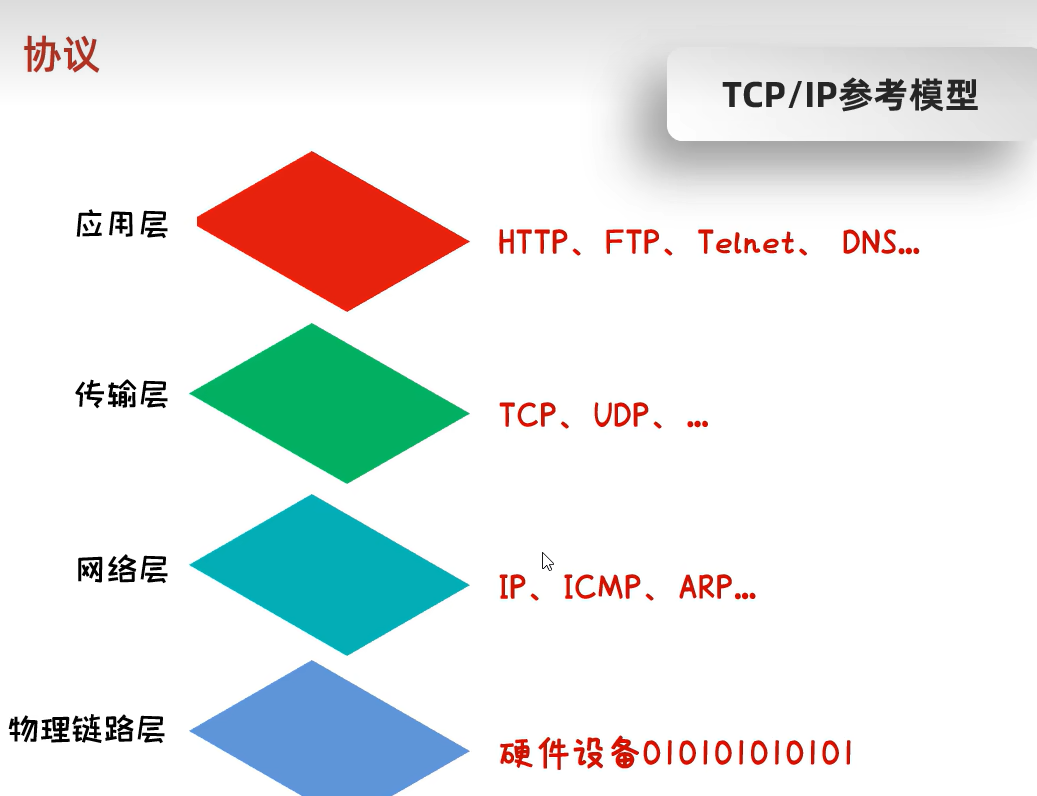 协议
TCP/IP参考模型
应用层
HTTP、FTP、Telnet、 DNS...
传输层
TCP、UDP、...
网络层
IP、ICMP、ARP...
物理链路层
硬件设备010101010101